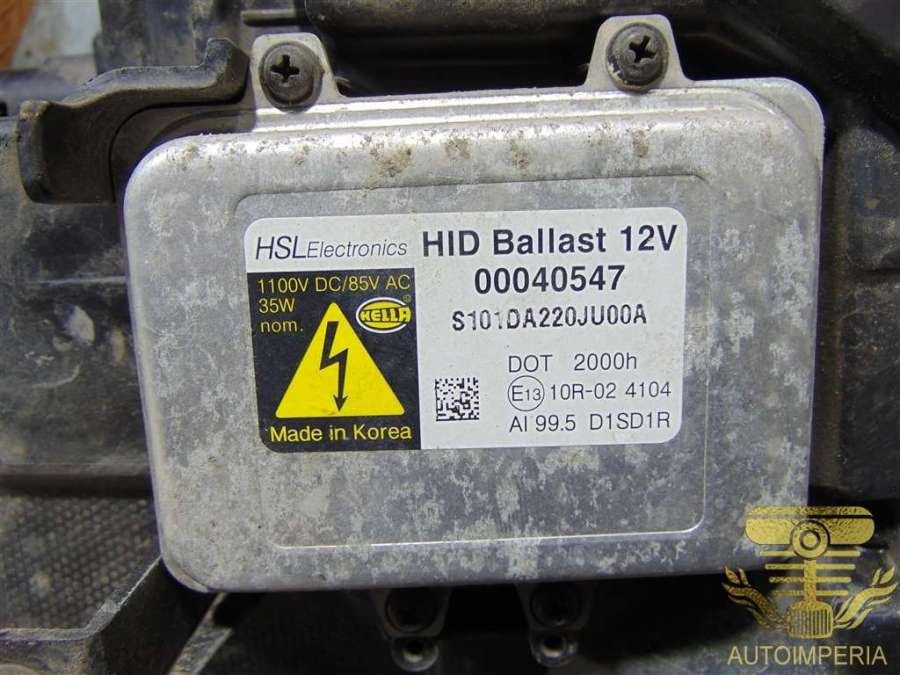 HSLElectronics
HID Ballast 12V
00040547
S101DA220JU00A
1100V DC/85V AC
35W
nom.
HELLA®
Made in Korea
DOT 2000h
E13 10R-02 4104
AI 99.5 D1SD1R
AUTOIMPERIA